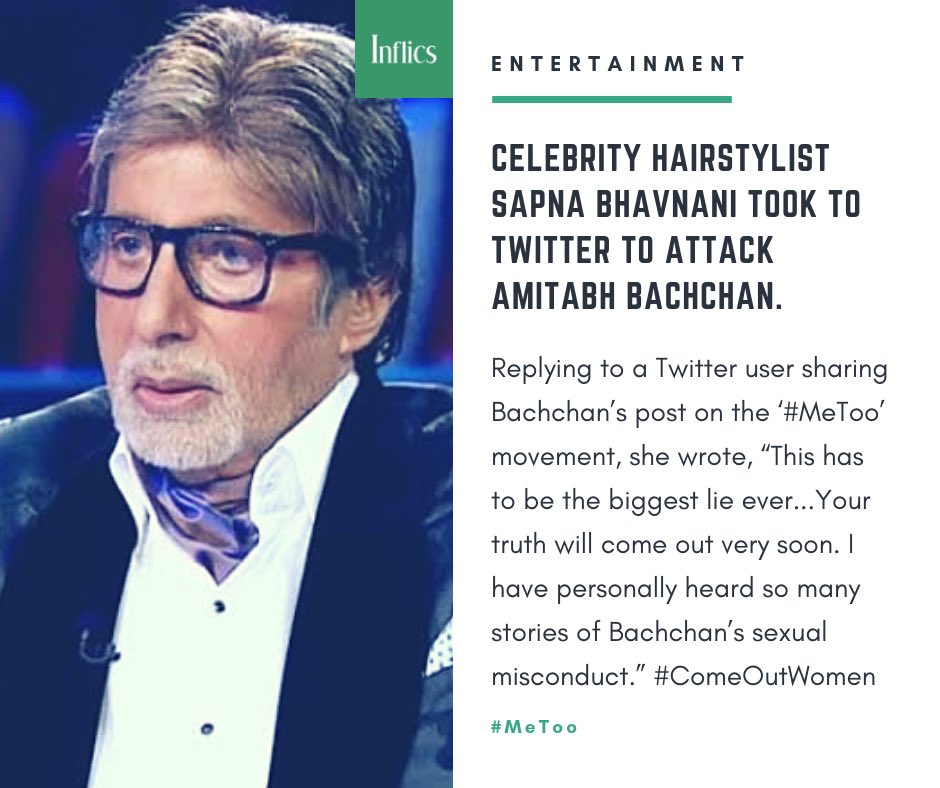 Inflics
ENTERTAINMENT
CELEBRITY HAIRSTYLIST
SAPNA BHAVNANI TOOK TO
TWITTER TO ATTACK
AMITABH BACHCHAN.
Replying to a Twitter user sharing
Bachchan’s post on the ‘#MeToo’
movement, she wrote, “This has
to be the biggest lie ever...Your
truth will come out very soon. I
have personally heard so many
stories of Bachchan’s sexual
misconduct.” #ComeOutWomen
#MeToo